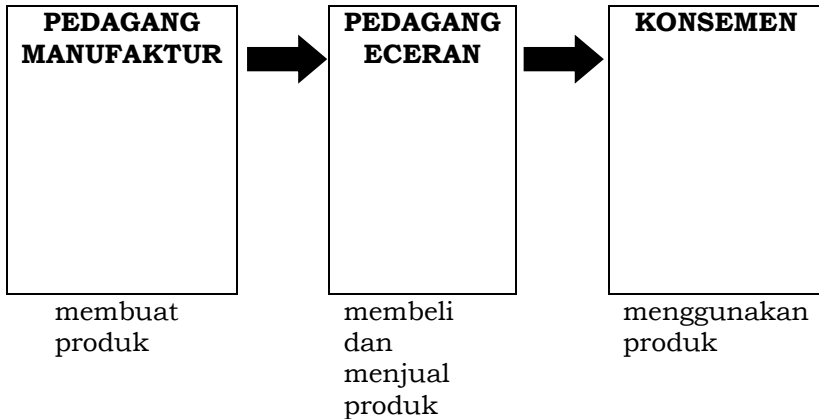 PEDAGANG
MANUFAKTUR
PEDAGANG
ECERAN
KONSEMEN
membuat
produk
membeli
dan
menjual
produk
menggunakan
produk